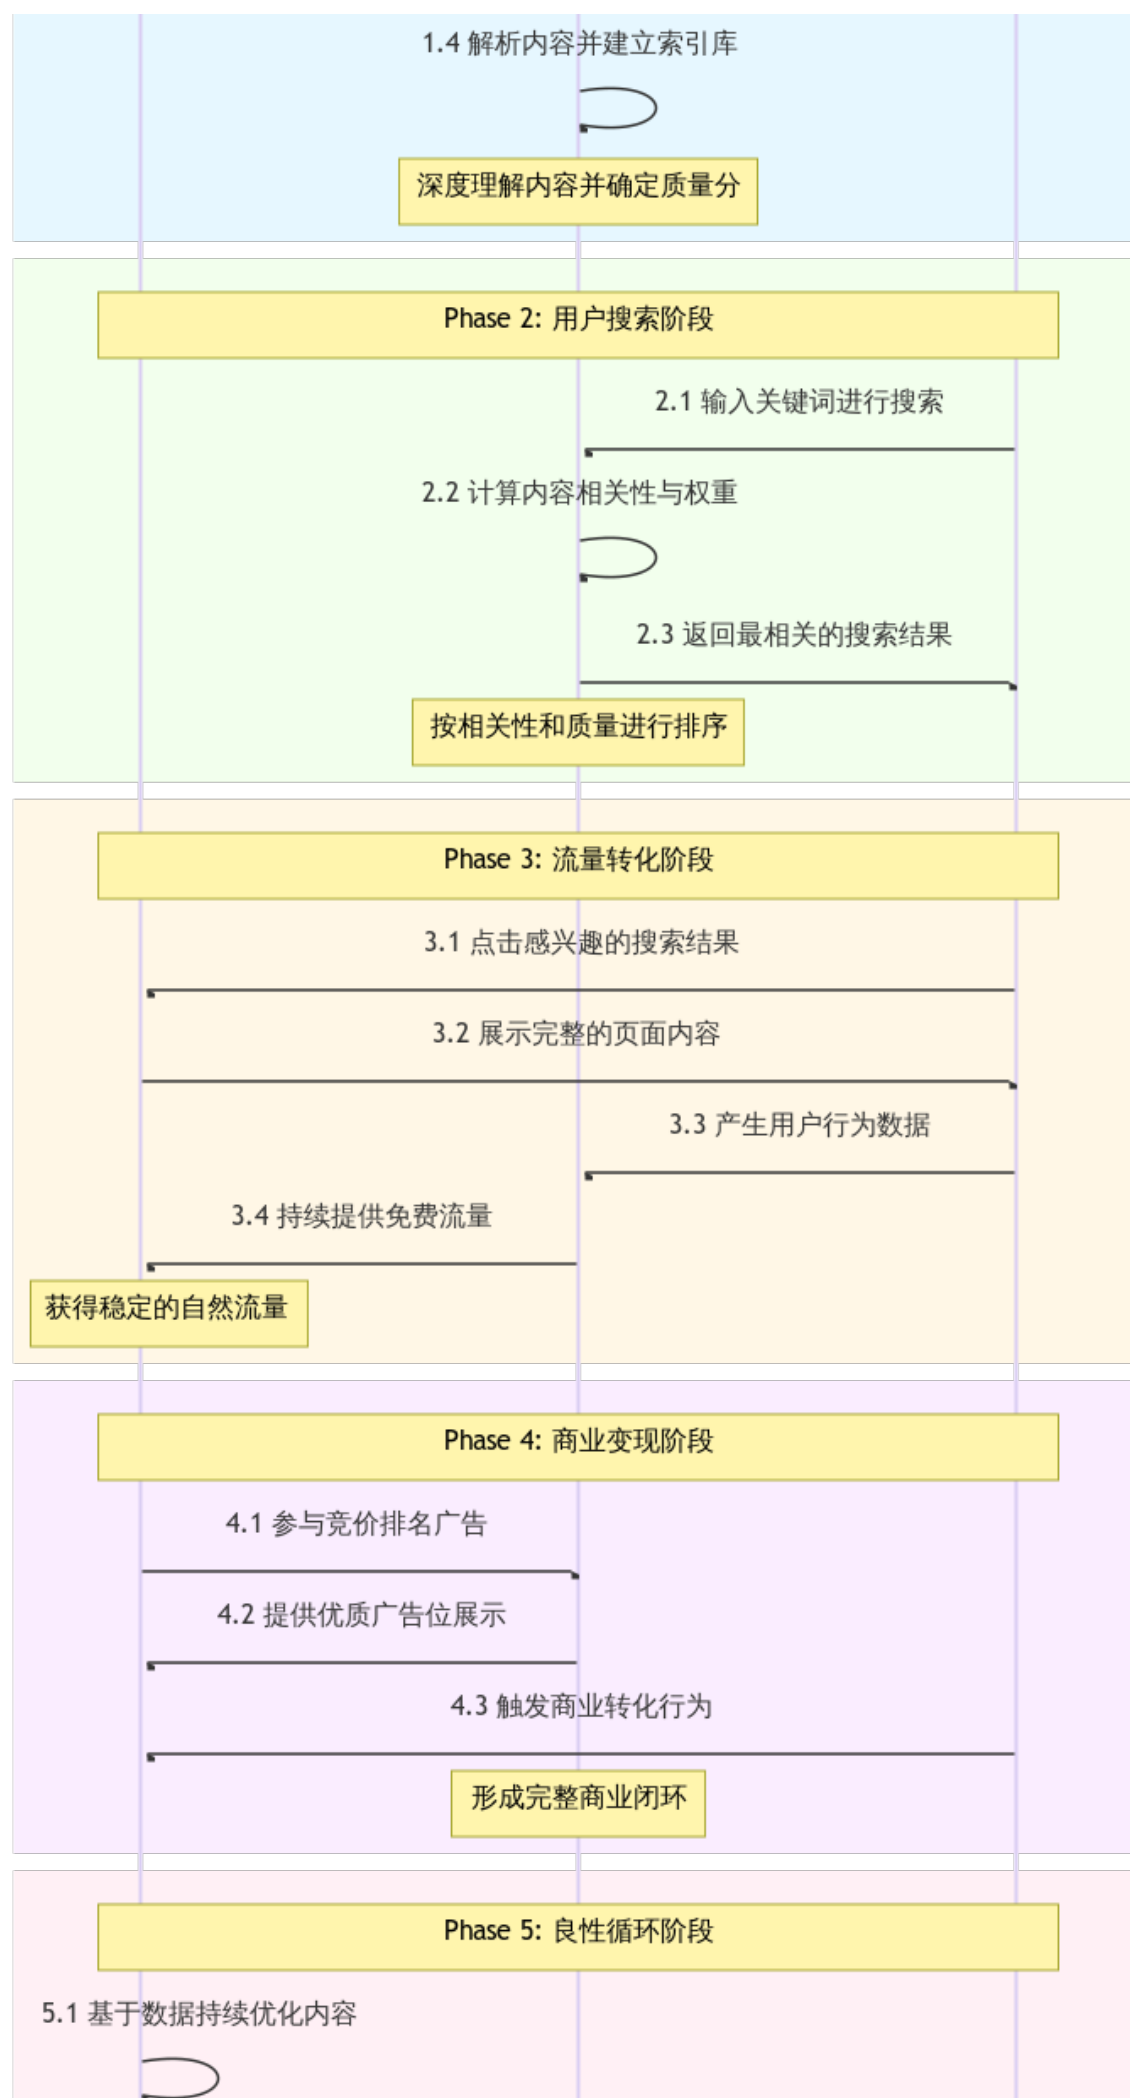 1.4 解析内容并建立索引库
深度理解内容并确定质量分
Phase 2: 用户搜索阶段
2.1 输入关键词进行搜索
2.2 计算内容相关性与权重
2.3 返回最相关的搜索结果
按相关性和质量进行排序
Phase 3: 流量转化阶段
3.1 点击感兴趣的搜索结果
3.2 展示完整的页面内容
3.3 产生用户行为数据
3.4 持续提供免费流量
获得稳定的自然流量
Phase 4: 商业变现阶段
4.1 参与竞价排名广告
4.2 提供优质广告位展示
4.3 触发商业转化行为
形成完整商业闭环
Phase 5: 良性循环阶段
5.1 基于数据持续优化内容